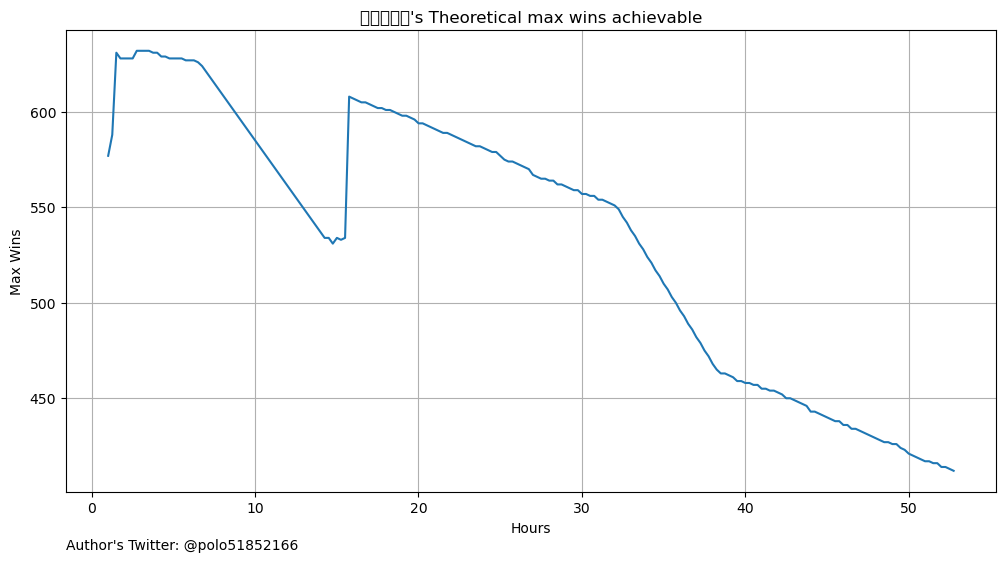 's Theoretical max wins achievable
600
550
500
450
Max Wins
0 10 20 30 40 50
Hours
Author's Twitter: @polo51852166